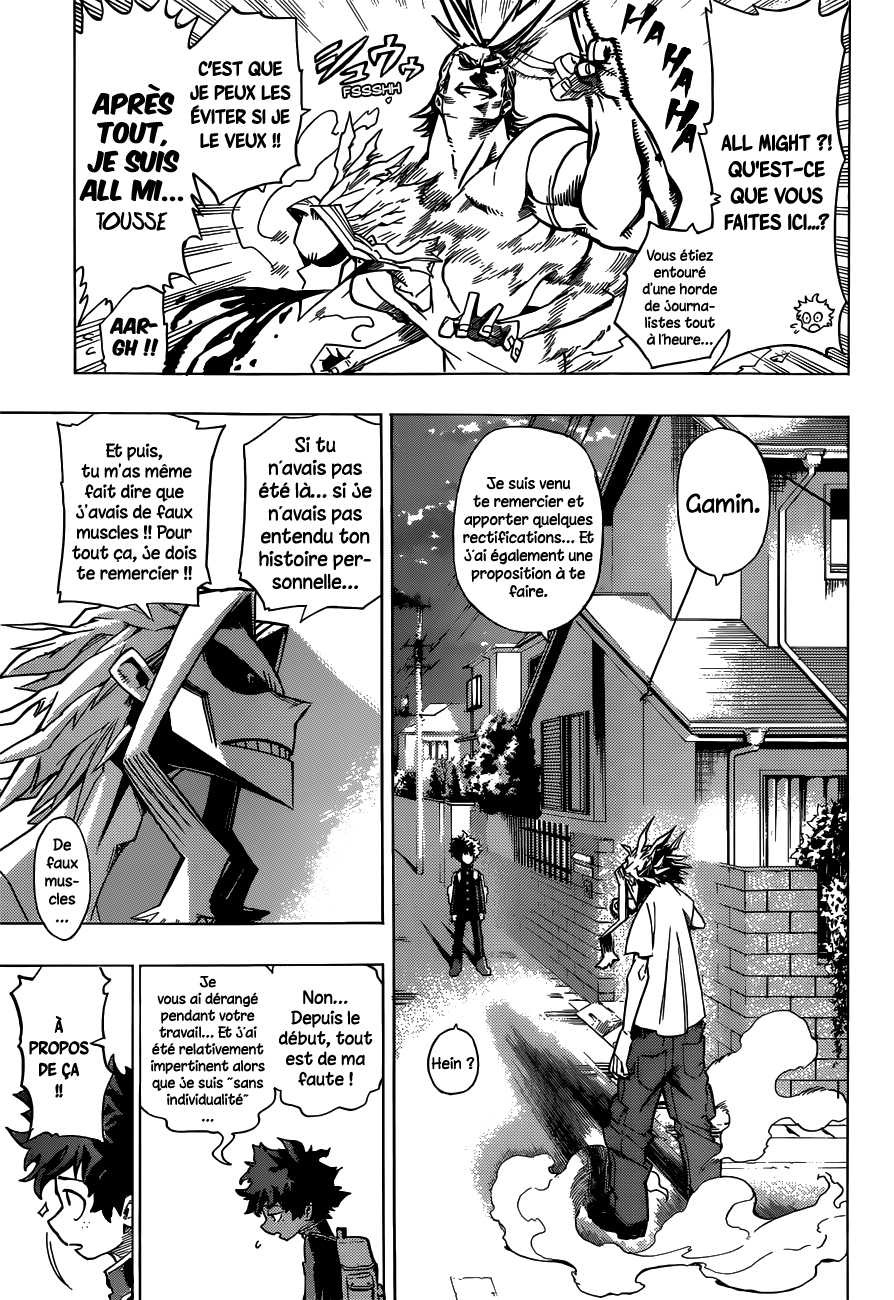 ALL MIGHT ?!
QU'EST-CE
QUE VOUS
FAITES ICI...?
Vous étiez
entouré
d'une horde
de journa-
listes tout
à l'heure...
HA HA HA HA
シュウゥ
FSSSHH
C'EST QUE
JE PEUX LES
ÉVITER SI JE
LE VEUX !!
APRÈS
TOUT,
JE SUIS
ALL MI...
TOUSSE
AAR-
GH !!
Gamin.
Je suis venu
te remercier et
apporter quelques
rectifications... Et
j'ai également une
proposition à te
faire.
Hein ?
Si tu
n'avais pas
été là... si je
n'avais pas
entendu ton
histoire per-
sonnelle...
Et puis,
tu m'as même
fait dire que
j'avais de faux
muscles !! Pour
tout ça, je dois
te remercier !!
De
faux
mus-
cles
...
Non...
Depuis le
début, tout
est de ma
faute !
Je
vous ai dérangé
pendant votre
travail... Et j'ai
été relativement
impertinent alors
que je suis "sans
individualité"
...
À
PROPOS
DE ÇA
!!